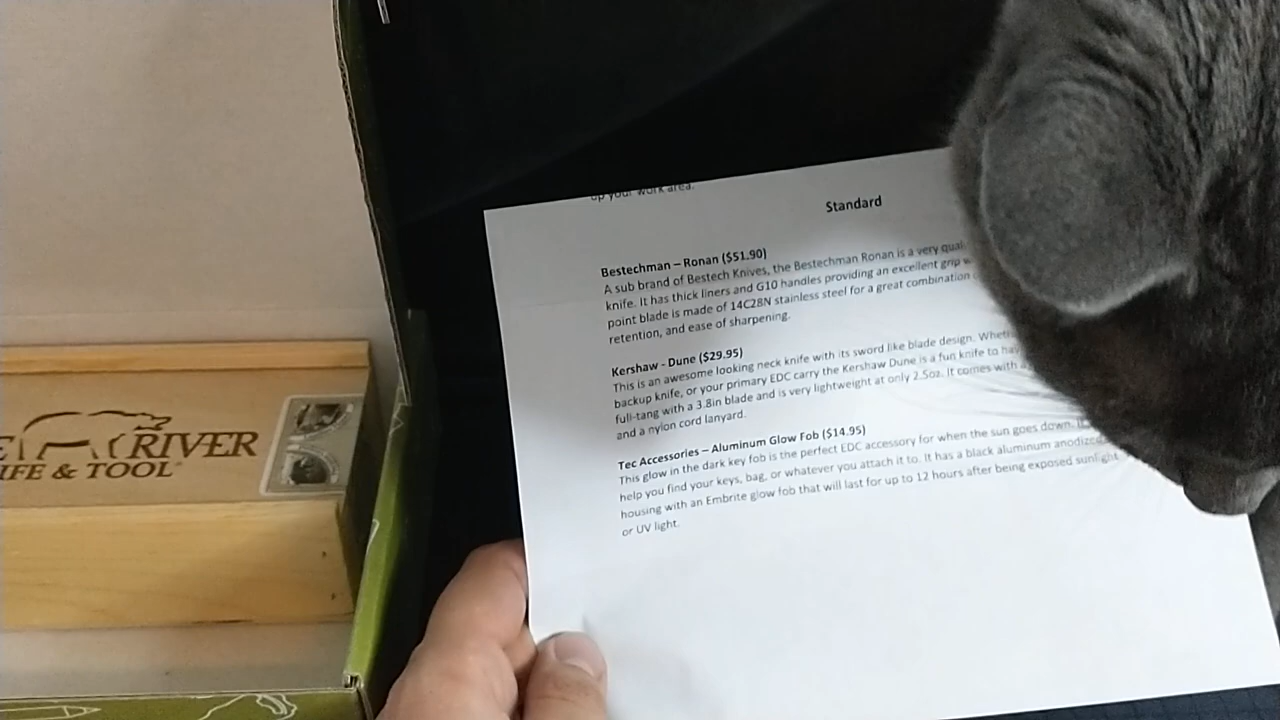 up your work area.
Standard
Bestechman – Ronan ($51.90)
A sub brand of Bestech Knives, the Bestechman Ronan is a very
knife. It has thick liners and G10 handles providing an excellent grip
point blade is made of 14C28N stainless steel for a great combination
retention, and ease of sharpening.
Kershaw - Dune ($29.95)
This is an awesome looking neck knife with its sword like blade design.
backup knife, or your primary EDC carry the Kershaw Dune is a fun knife to
full-tang with a 3.8in blade and is very lightweight at only 2.5oz. It comes with
and a nylon cord lanyard.
Tec Accessories – Aluminum Glow Fob ($14.95)
This glow in the dark key fob is the perfect EDC accessory for when the sun goes down.
help you find your keys, bag, or whatever you attach it to. It has a black aluminum anodized
housing with an Embrite glow fob that will last for up to 12 hours after being exposed sunlight
or UV light.
RIVER
& TOOL